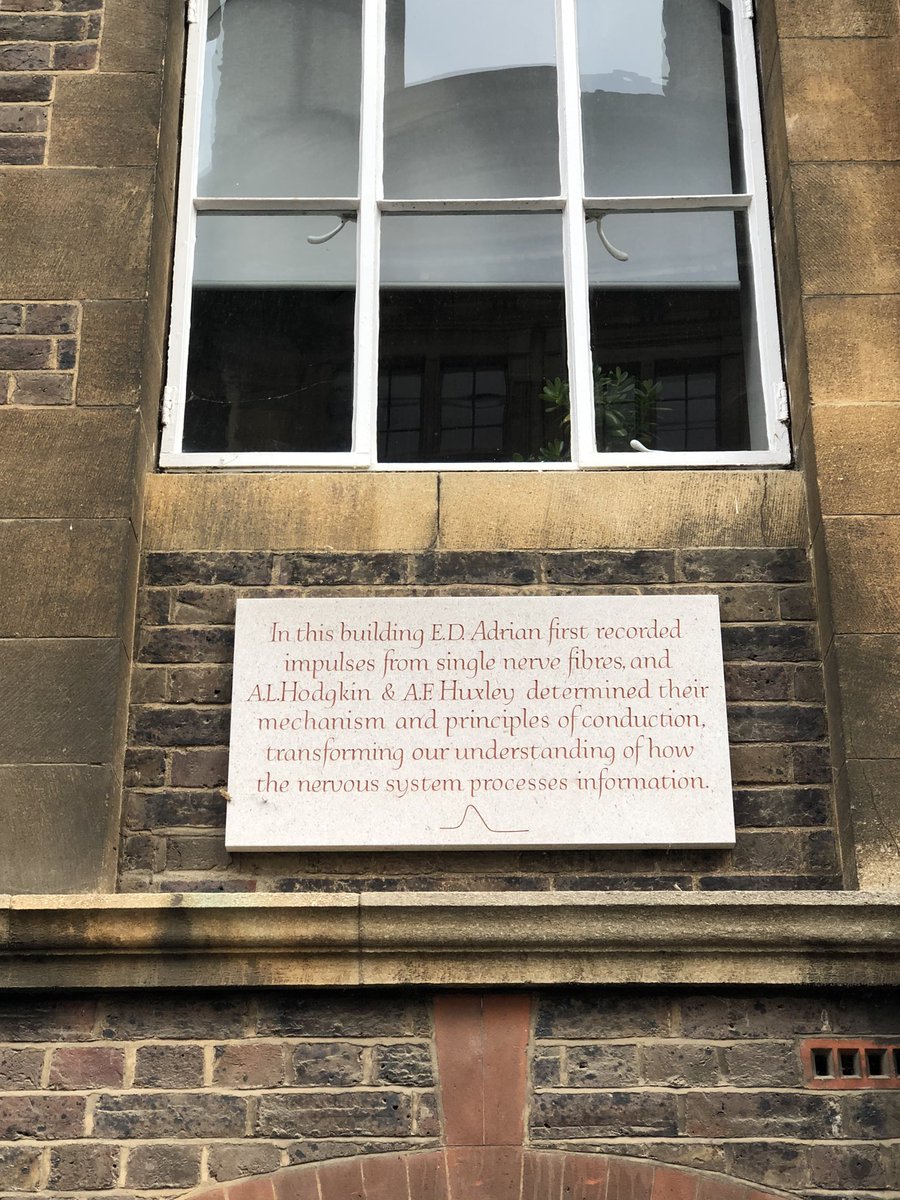 In this building E.D. Adrian first recorded
impulses from single nerve fibres, and
A.L.Hodgkin & A.F. Huxley determined their
mechanism and principles of conduction,
transforming our understanding of how
the nervous system processes information.